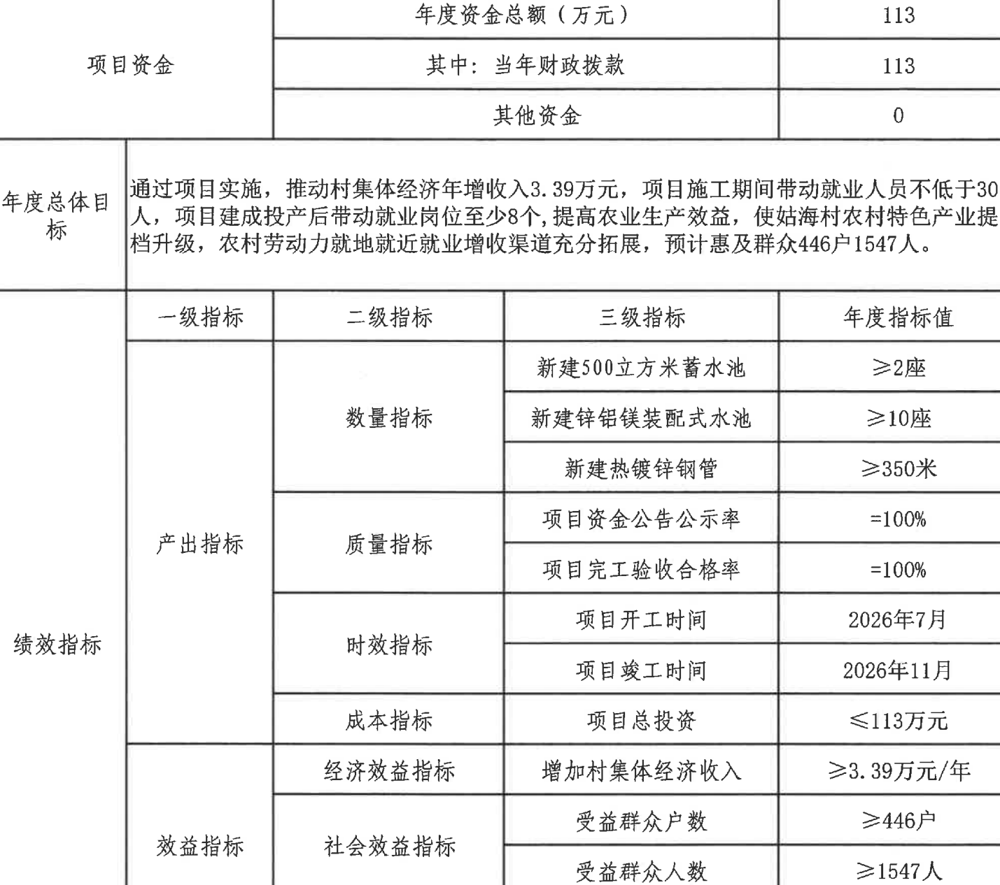 年度资金总额（万元）
113
项目资金
其中：当年财政拨款
113
其他资金
0
年度总体目
标
通过项目实施，推动村集体经济年增收入3.39万元，项目施工期间带动就业人员不低于30
人，项目建成投产后带动就业岗位至少8个,提高农业生产效益，使姑海村农村特色产业提
档升级，农村劳动力就地就近就业增收渠道充分拓展，预计惠及群众446户1547人。
绩效指标
一级指标
二级指标
三级指标
年度指标值
产出指标
数量指标
新建500立方米蓄水池
≥2座
新建锌铝镁装配式水池
≥10座
新建热镀锌钢管
≥350米
质量指标
项目资金公告公示率
=100%
项目完工验收合格率
=100%
时效指标
项目开工时间
2026年7月
项目竣工时间
2026年11月
成本指标
项目总投资
≤113万元
效益指标
经济效益指标
增加村集体经济收入
≥3.39万元/年
社会效益指标
受益群众户数
≥446户
受益群众人数
≥1547人